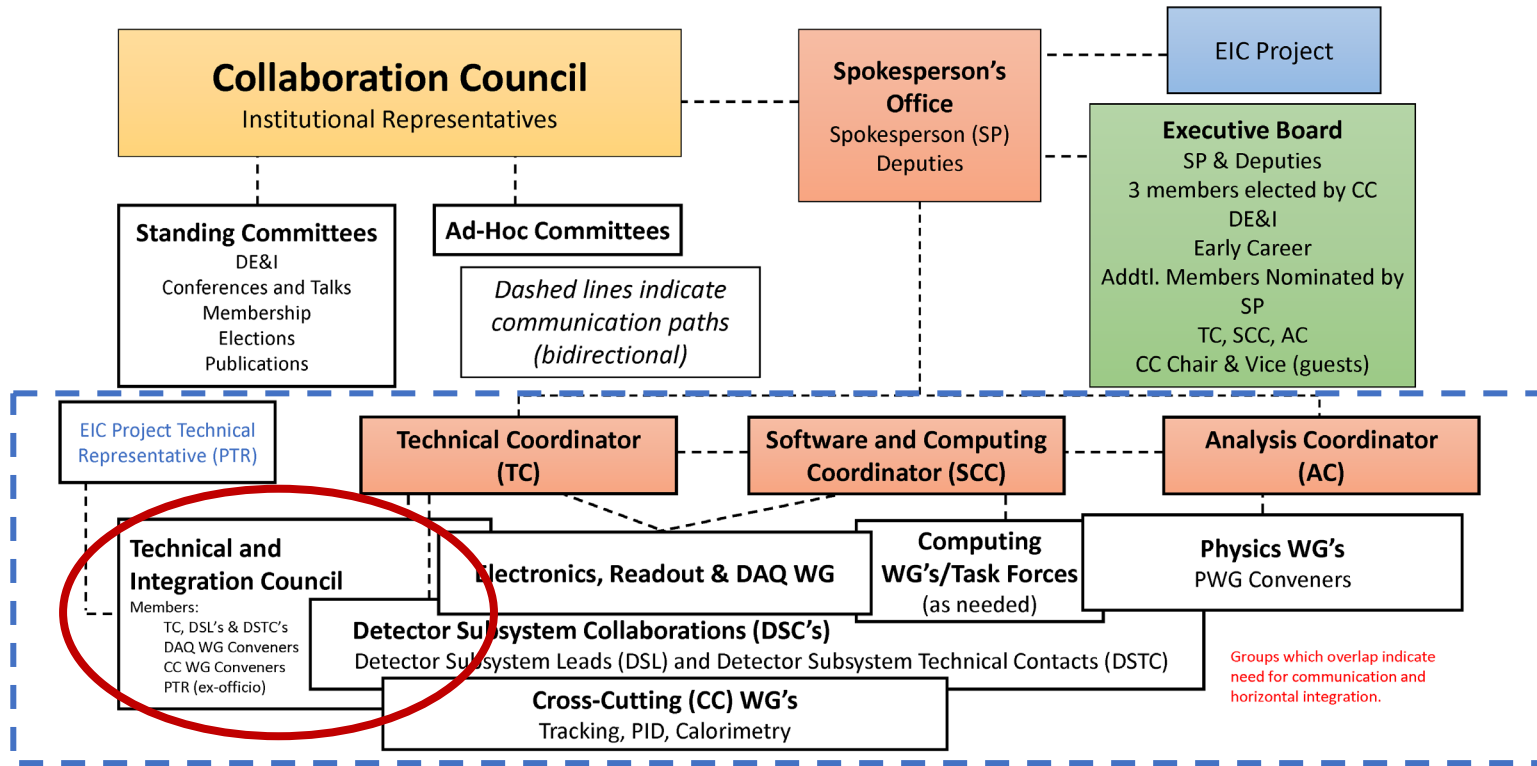 Collaboration Council
Institutional Representatives
Spokesperson's
Office
Spokesperson (SP)
Deputies
EIC Project
Executive Board
SP & Deputies
3 members elected by CC
DE&I
Early Career
Addtl. Members Nominated by
SP
TC, SCC, AC
CC Chair & Vice (guests)
Standing Committees
DE&I
Conferences and Talks
Membership
Elections
Publications
Ad-Hoc Committees
Dashed lines indicate
communication paths
(bidirectional)
EIC Project Technical
Representative (PTR)
Technical Coordinator
(TC)
Software and Computing
Coordinator (SCC)
Analysis Coordinator
(AC)
Technical and
Integration Council
Members:
TC, DSL's & DSTC's
DAQ WG Conveners
CC WG Conveners
PTR (ex-officio)
Electronics, Readout & DAQ WG
Computing
WG's/Task Forces
(as needed)
Physics WG's
PWG Conveners
Detector Subsystem Collaborations (DSC's)
Detector Subsystem Leads (DSL) and Detector Subsystem Technical Contacts (DSTC)
Cross-Cutting (CC) WG's
Tracking, PID, Calorimetry
Groups which overlap indicate
need for communication and
horizontal integration.